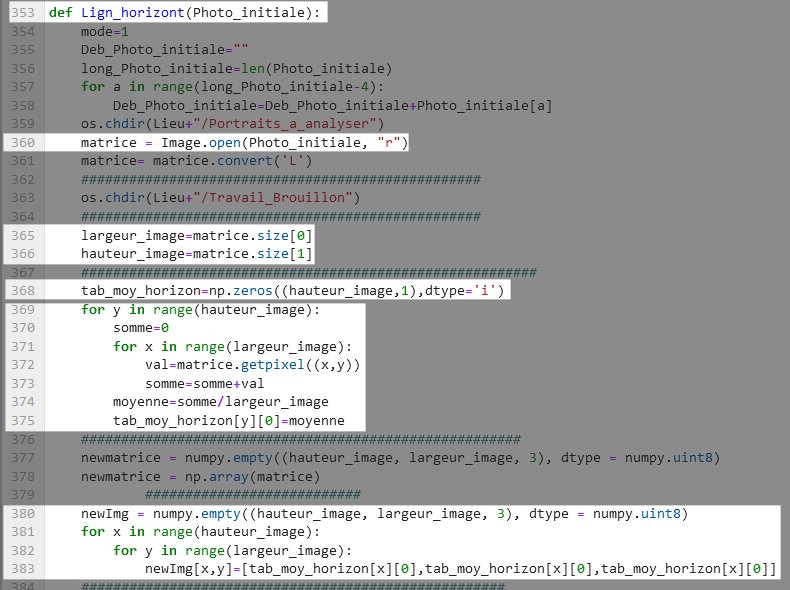 353 def Lign_horizont(Photo_initiale):
354     mode=1
355     Deb_Photo_initiale=""
356     long_Photo_initiale=len(Photo_initiale)
357     for a in range(long_Photo_initiale-4):
358         Deb_Photo_initiale=Deb_Photo_initiale+Photo_initiale[a]
359     os.chdir(Lieu+"/Portraits_a_analyser")
360     matrice = Image.open(Photo_initiale, "r")
361     matrice= matrice.convert('L')
362     ##################################################
363     os.chdir(Lieu+"/Travail_Brouillon")
364     ##################################################
365     largeur_image=matrice.size[0]
366     hauteur_image=matrice.size[1]
367     #########################################################
368     tab_moy_horizon=np.zeros((hauteur_image,1),dtype='i')
369     for y in range(hauteur_image):
370         somme=0
371         for x in range(largeur_image):
372             val=matrice.getpixel((x,y))
373             somme=somme+val
374         moyenne=somme/largeur_image
375         tab_moy_horizon[y][0]=moyenne
376     #######################################################
377     newmatrice = numpy.empty((hauteur_image, largeur_image, 3), dtype = numpy.uint8)
378     newmatrice = np.array(matrice)
379             ###########################
380     newImg = numpy.empty((hauteur_image, largeur_image, 3), dtype = numpy.uint8)
381     for x in range(hauteur_image):
382         for y in range(largeur_image):
383             newImg[x,y]=[tab_moy_horizon[x][0],tab_moy_horizon[x][0],tab_moy_horizon[x][0]]
384     #####################################################